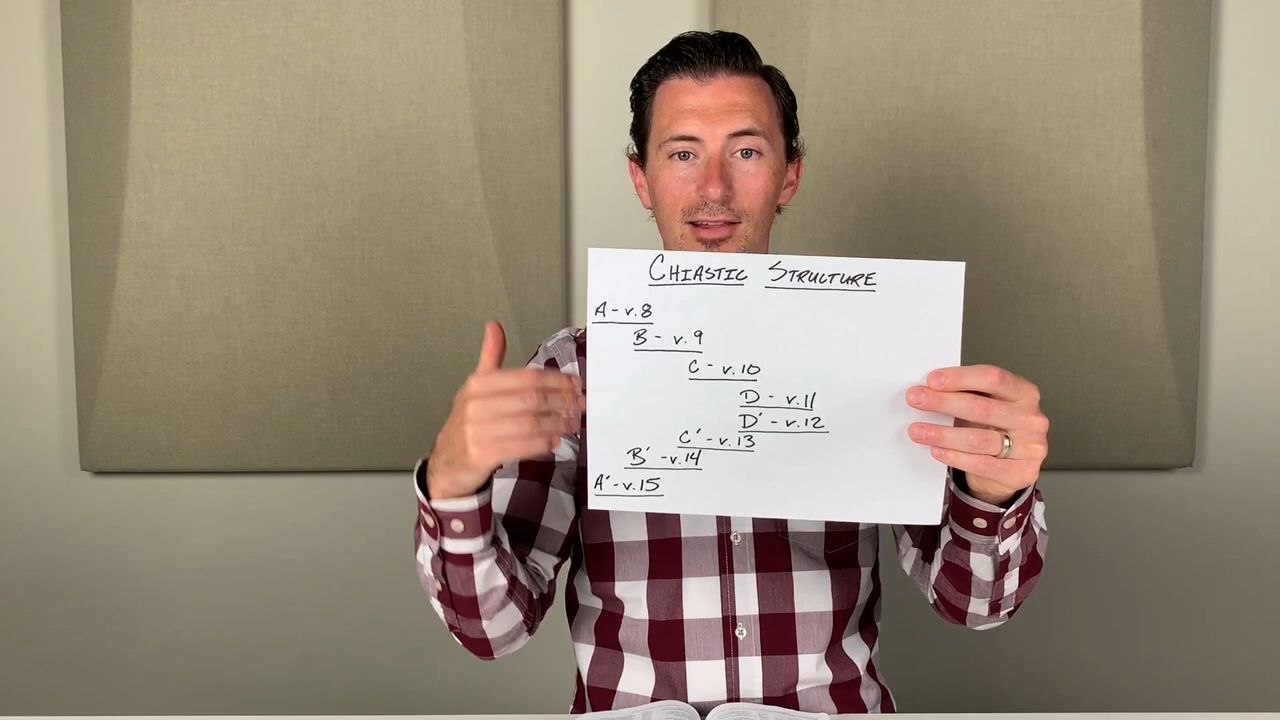 CHIASTIC STRUCTURE
A - v.8
B - v.9
C - v.10
D - v.11
D' - v.12
C' - v.13
B' - v.14
A' - v.15